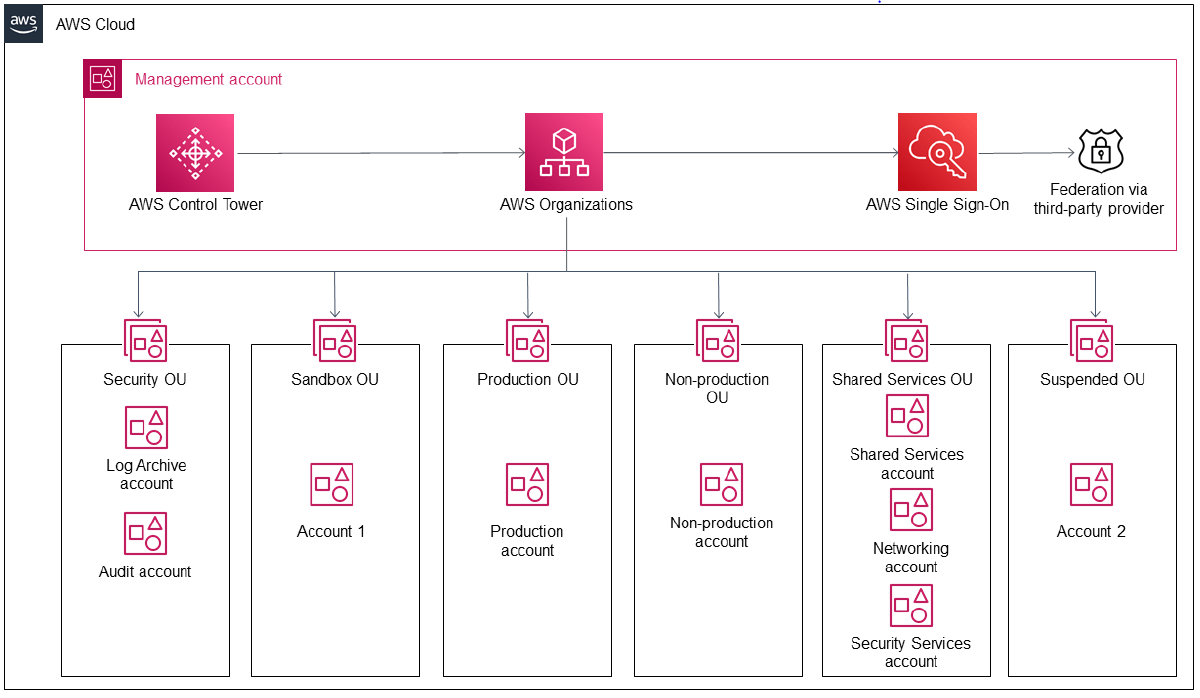 aws
AWS Cloud
Management account
AWS Control Tower
AWS Organizations
AWS Single Sign-On
Federation via
third-party provider
Security OU
Log Archive
account
Audit account
Sandbox OU
Account 1
Production OU
Production
account
Non-production
OU
Non-production
account
Shared Services OU
Shared Services
account
Networking
account
Security Services
account
Suspended OU
Account 2